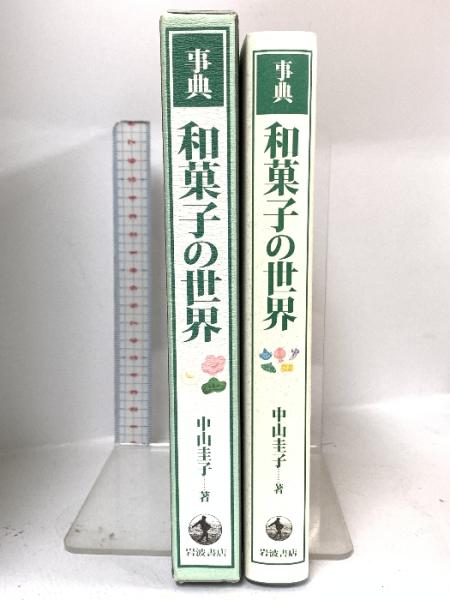 事典
和菓子の世界
中山圭子……著
岩波書店
事典
和菓子の世界
中山圭子……著
岩波書店